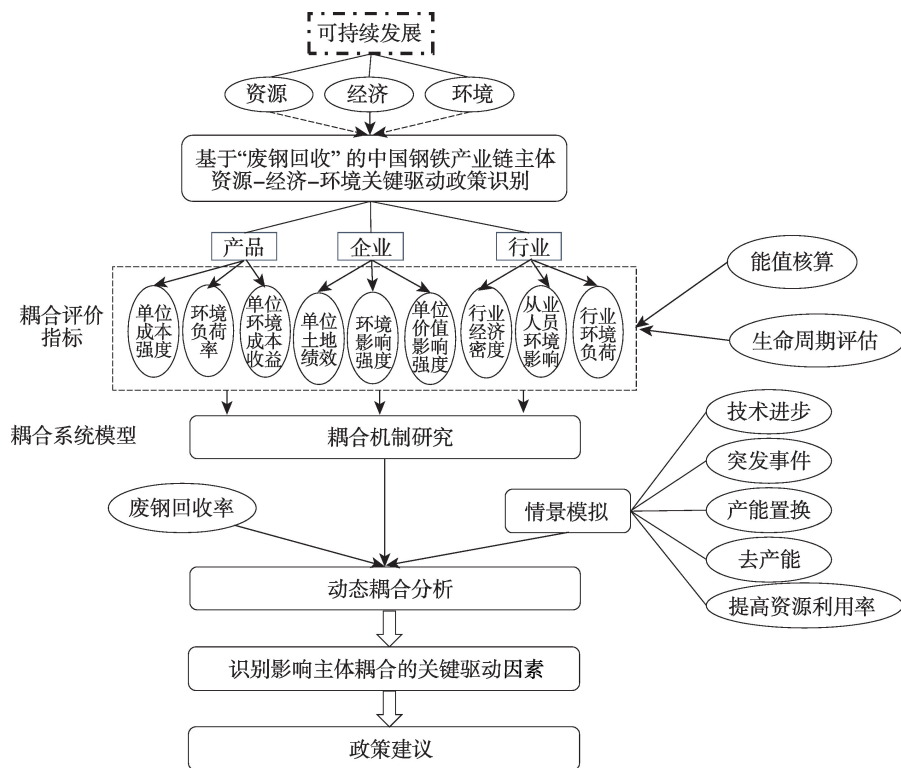 可持续发展
资源
经济
环境
基于“废钢回收”的中国钢铁产业链主体
资源–经济–环境关键驱动政策识别
产品
企业
行业
耦合评价
指标
单位
成本
强度
环境
负荷
率
单位
环境
成本
收益
单位
土地
绩效
环境
影响
强度
单位
价值
影响
强度
行业
经济
密度
从业
人员
环境
影响
行业
环境
负荷
能值核算
生命周期评估
耦合系统模型
耦合机制研究
废钢回收率
情景模拟
技术进步
突发事件
产能置换
去产能
提高资源利用率
动态耦合分析
识别影响主体耦合的关键驱动因素
政策建议